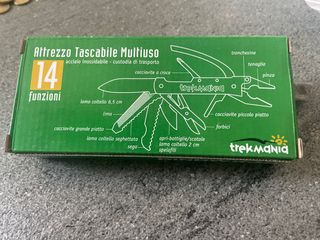 Attrezzo Tascabile Multiuso
acciaio inossidabile - custodia di trasporto
14
funzioni
tronchesine
tenaglia
pinza
cacciavite a croce
trekmania
lama coltello 6,5 cm
lima
cacciavite piccolo piatto
cacciavite grande piatto
forbici
lama coltello seghettata
apri-bottiglie/scatole
lama coltello 2 cm
sega
spelafili
trekmania